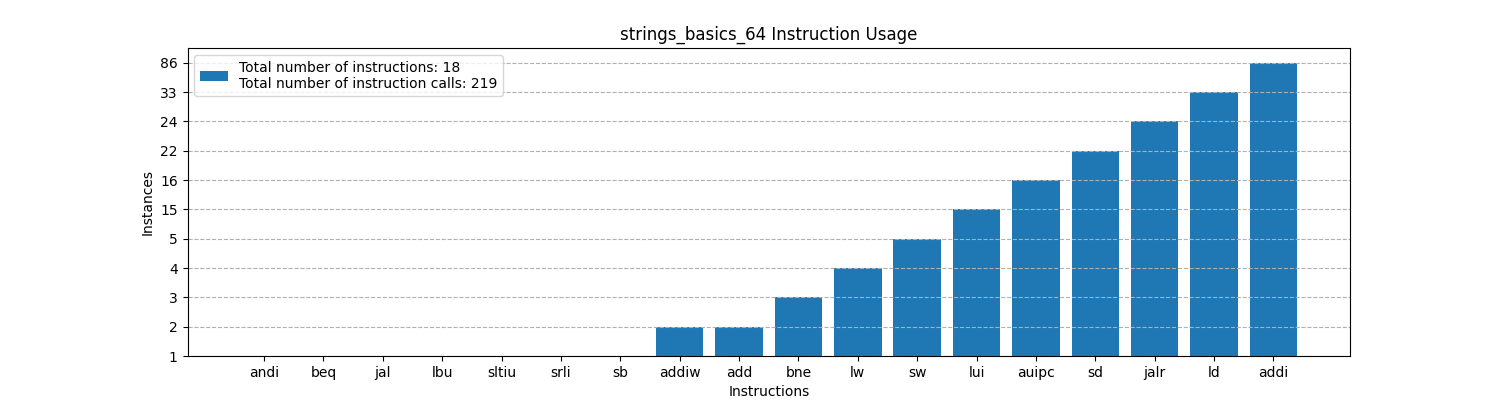 strings_basics_64 Instruction Usage
Total number of instructions: 18
Total number of instruction calls: 219
86
33
24
22
16
15
5
4
3
2
1
Instances
andi beq jal lbu sltiu srli sb addiw add bne lw sw lui auipc sd jalr ld addi
Instructions